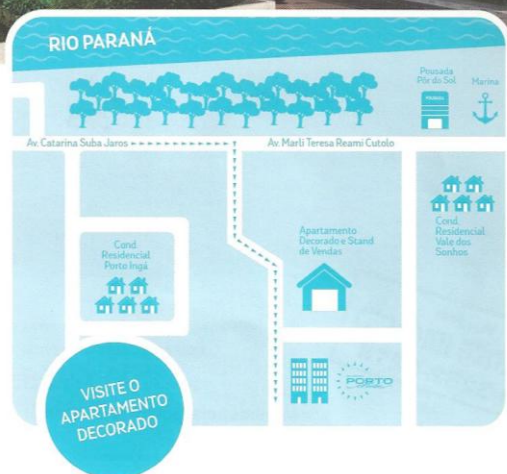 RIO PARANÁ
Pousada
Pôr do Sol
Marina
POUSADA
Av. Catarina Suba Jaros
Av. Marli Teresa Reami Cutolo
Cond.
Residencial
Vale dos
Sonhos
Apartamento
Decorado e Stand
de Vendas
Cond.
Residencial
Porto Ingá
PORTO
VISITE O
APARTAMENTO
DECORADO